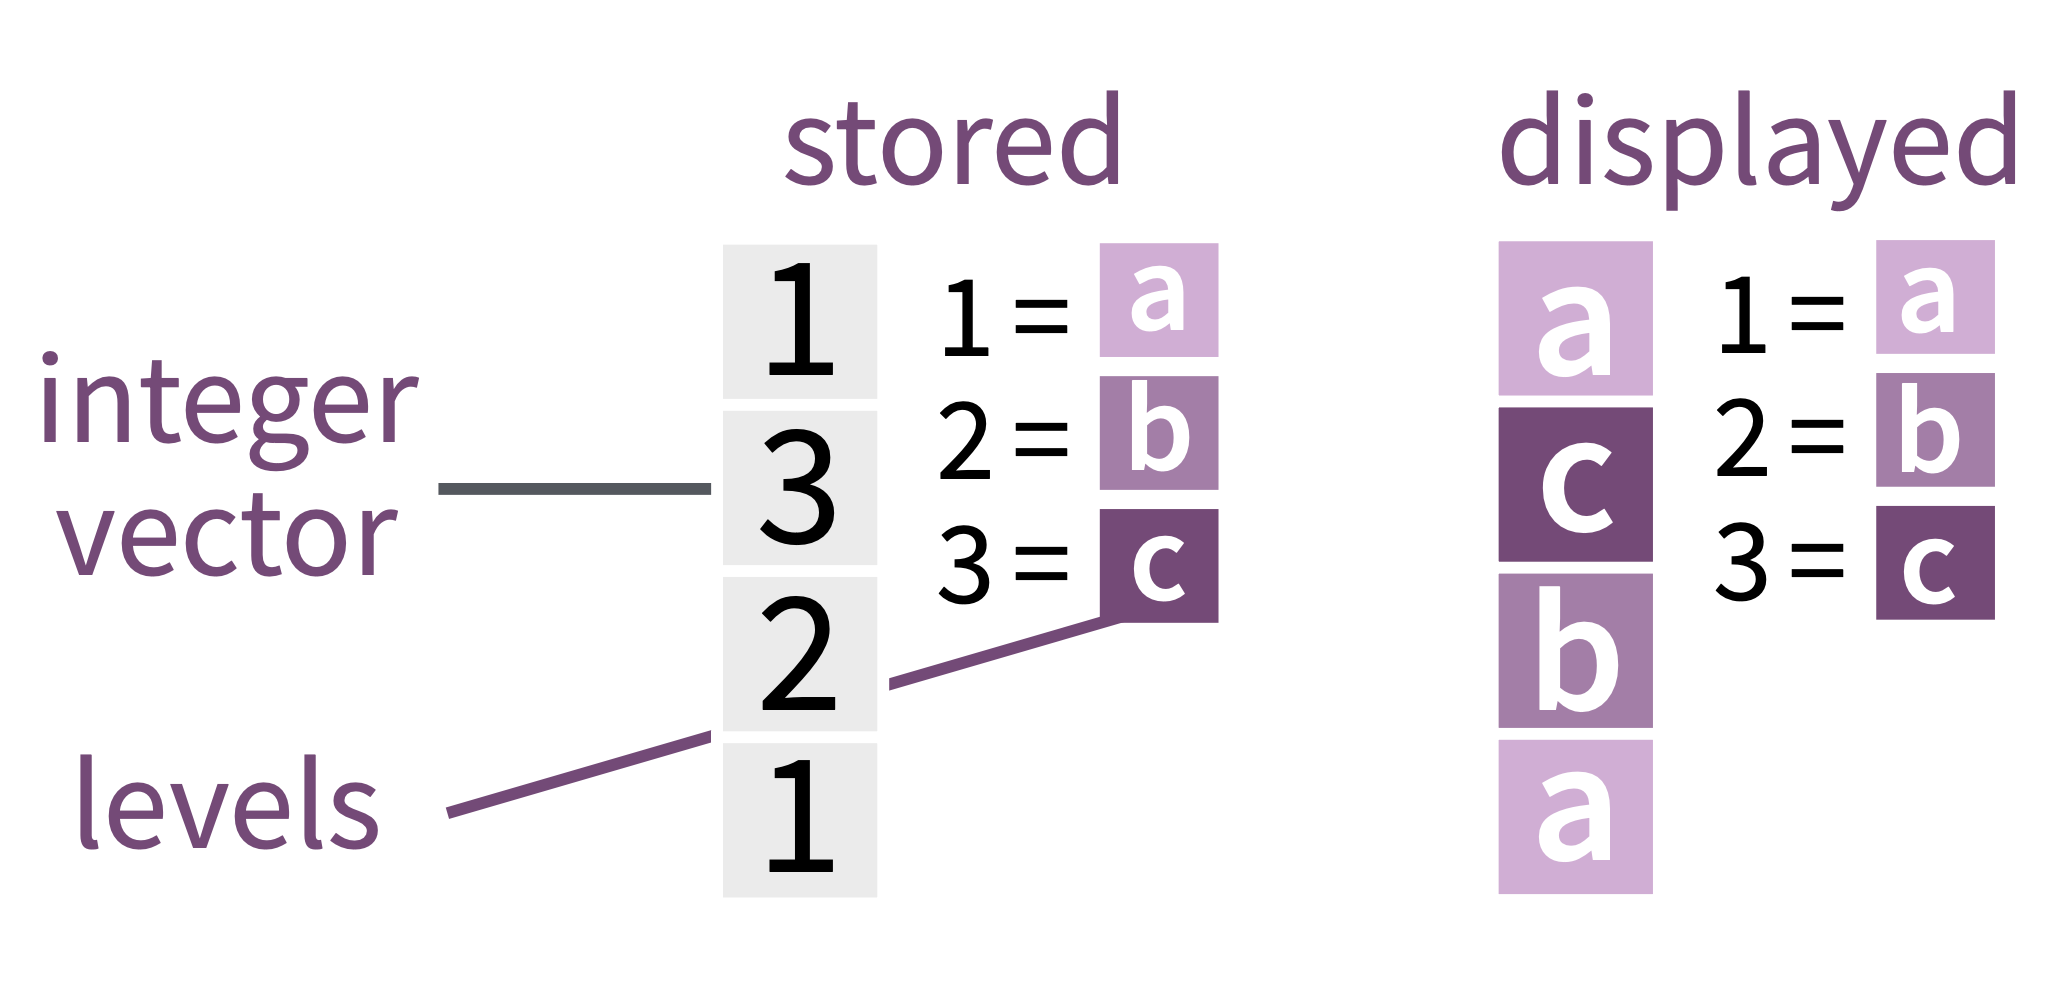 stored
displayed
integer
vector
levels
1
3
2
1
1 = a
2 = b
3 = c
a
c
b
a
1 = a
2 = b
3 = c